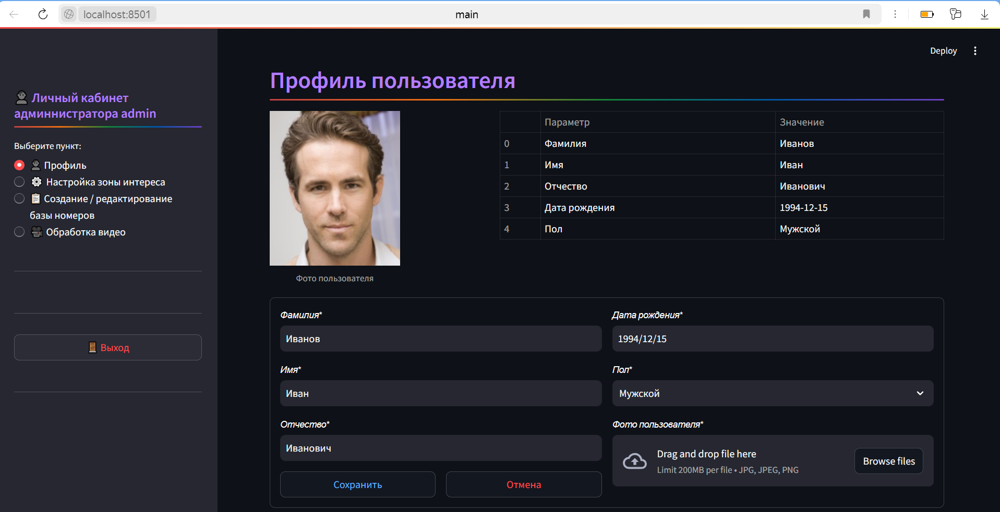 localhost:8501
main
Deploy
Личный кабинет
админнистратора admin
Выберите пункт:
Профиль
Настройка зоны интереса
Создание / редактирование
базы номеров
Обработка видео
Выход
Профиль пользователя
Фото пользователя
Параметр Значение
0 Фамилия Иванов
1 Имя Иван
2 Отчество Иванович
3 Дата рождения 1994-12-15
4 Пол Мужской
Фамилия*
Иванов
Имя*
Иван
Отчество*
Иванович
Сохранить Отмена
Дата рождения*
1994/12/15
Пол*
Мужской
Фото пользователя*
Drag and drop file here
Limit 200MB per file • JPG, JPEG, PNG
Browse files